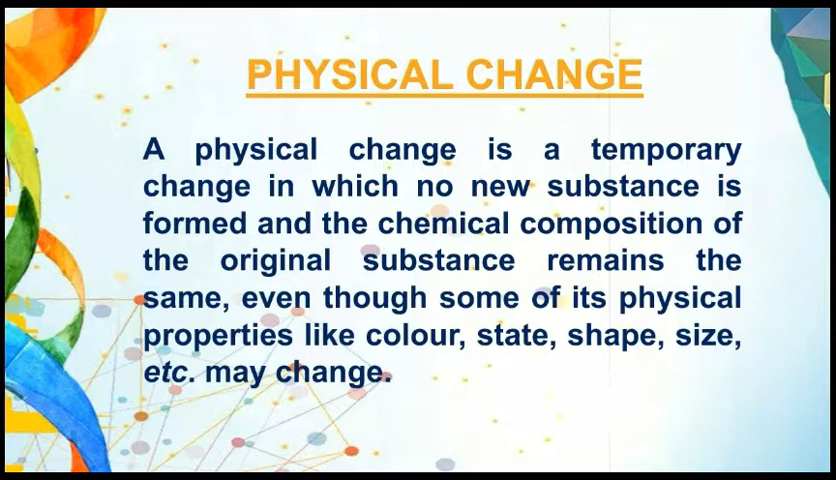 PHYSICAL CHANGE
A physical change is a temporary
change in which no new substance is
formed and the chemical composition of
the original substance remains the
same, even though some of its physical
properties like colour, state, shape, size,
etc. may change.